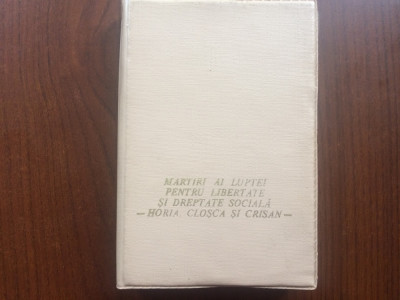 MARTIRI AI LUPTEI
PENTRU LIBERTATE
ȘI DREPTATE SOCIALĂ
— HORIA CLOȘCA ȘI CRIȘAN —